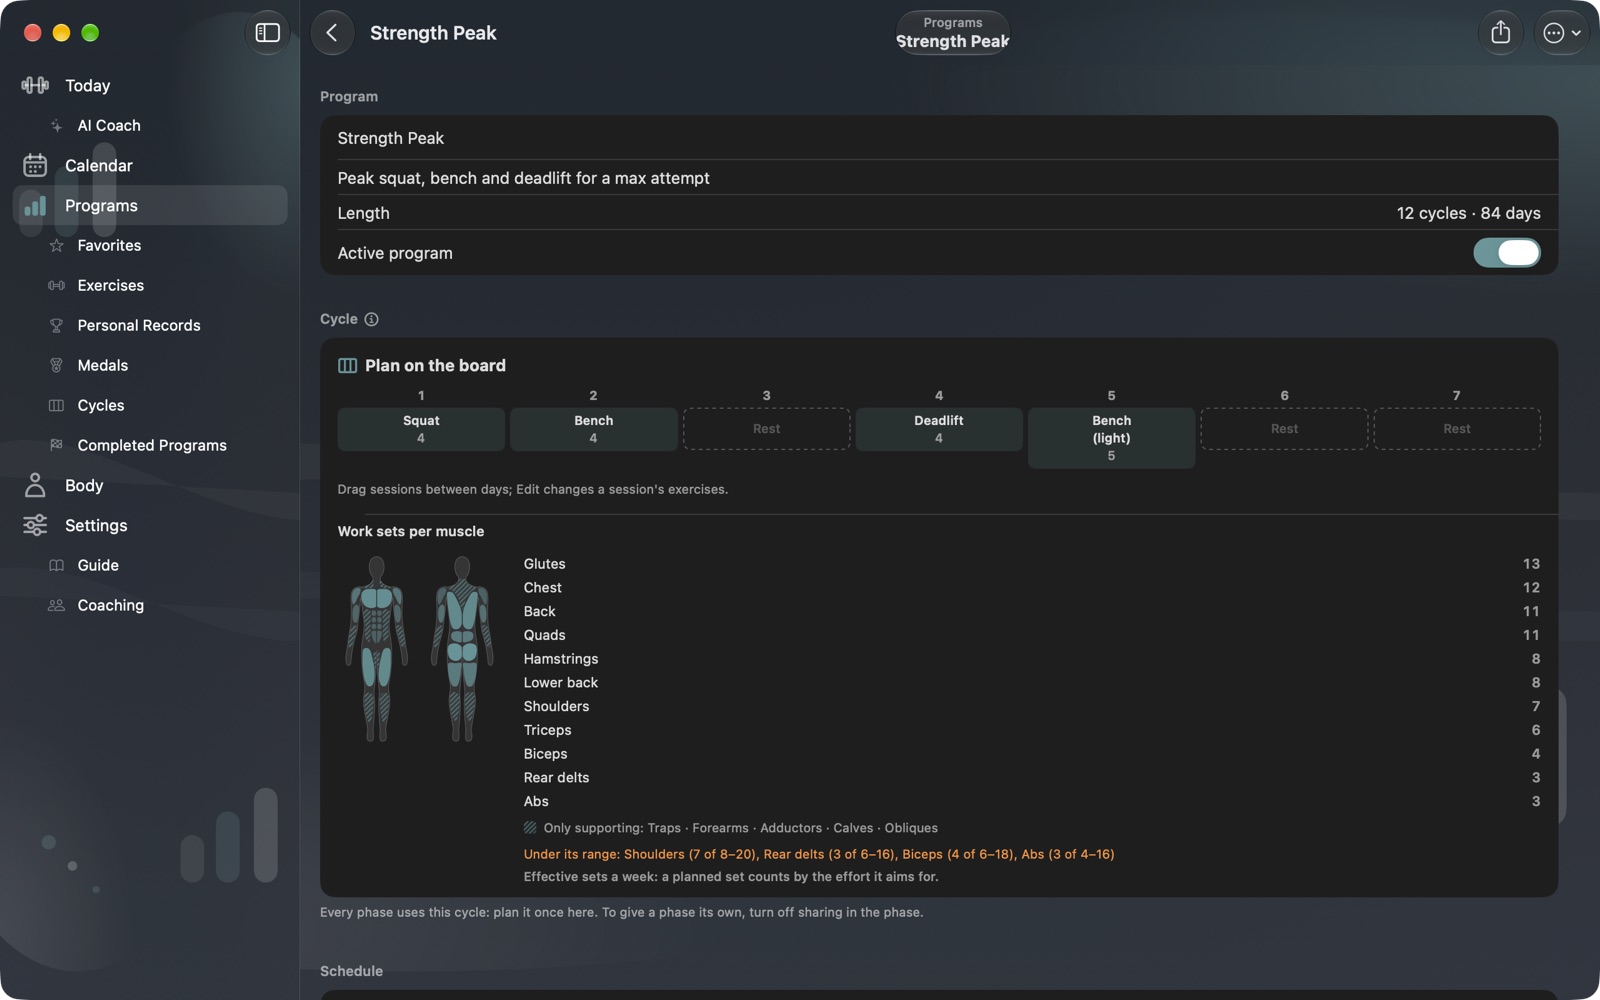 Today
AI Coach
Calendar
Programs
Favorites
Exercises
Personal Records
Medals
Cycles
Completed Programs
Body
Settings
Guide
Coaching
Strength Peak
Programs
Strength Peak
Program
Strength Peak
Peak squat, bench and deadlift for a max attempt
Length 12 cycles · 84 days
Active program
Cycle
Plan on the board
1 2 3 4 5 6 7
Squat
4
Bench
4
Rest
Deadlift
4
Bench
(light)
5
Rest
Rest
Drag sessions between days; Edit changes a session's exercises.
Work sets per muscle
Glutes 13
Chest 12
Back 11
Quads 11
Hamstrings 8
Lower back 8
Shoulders 7
Triceps 6
Biceps 4
Rear delts 3
Abs 3
Only supporting: Traps · Forearms · Adductors · Calves · Obliques
Under its range: Shoulders (7 of 8–20), Rear delts (3 of 6–16), Biceps (4 of 6–18), Abs (3 of 4–16)
Effective sets a week: a planned set counts by the effort it aims for.
Every phase uses this cycle: plan it once here. To give a phase its own, turn off sharing in the phase.
Schedule